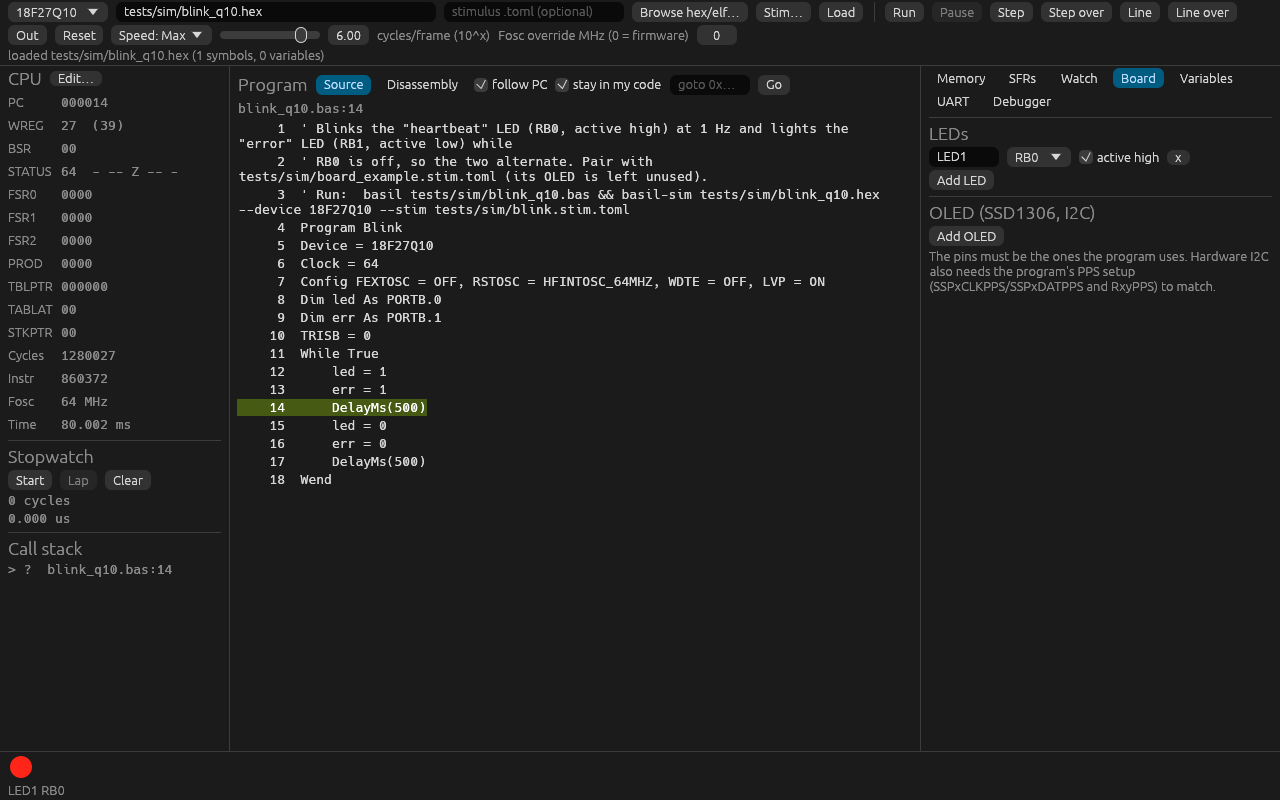 18F27Q10 tests/sim/blink_q10.hex stimulus .toml (optional) Browse hex/elf... Stim... Load Run Pause Step Step over Line Line over
Out Reset Speed: Max 6.00 cycles/frame (10^x) Fosc override MHz (0 = firmware) 0
loaded tests/sim/blink_q10.hex (1 symbols, 0 variables)
CPU Edit...
PC 000014
WREG 27 (39)
BSR 00
STATUS 64 - -- Z -- -
FSR0 0000
FSR1 0000
FSR2 0000
PROD 0000
TBLPTR 000000
TABLAT 00
STKPTR 00
Cycles 1280027
Instr 860372
Fosc 64 MHz
Time 80.002 ms
Stopwatch
Start Lap Clear
0 cycles
0.000 us
Call stack
> ? blink_q10.bas:14
Program Source Disassembly follow PC stay in my code goto 0x... Go
blink_q10.bas:14
1 ' Blinks the "heartbeat" LED (RB0, active high) at 1 Hz and lights the
"error" LED (RB1, active low) while
2 ' RB0 is off, so the two alternate. Pair with
tests/sim/board_example.stim.toml (its OLED is left unused).
3 ' Run: basil tests/sim/blink_q10.bas && basil-sim tests/sim/blink_q10.hex
--device 18F27Q10 --stim tests/sim/blink.stim.toml
4 Program Blink
5 Device = 18F27Q10
6 Clock = 64
7 Config FEXTOSC = OFF, RSTOSC = HFINTOSC_64MHZ, WDTE = OFF, LVP = ON
8 Dim led As PORTB.0
9 Dim err As PORTB.1
10 TRISB = 0
11 While True
12 led = 1
13 err = 1
14 DelayMs(500)
15 led = 0
16 err = 0
17 DelayMs(500)
18 Wend
Memory SFRs Watch Board Variables
UART Debugger
LEDs
LED1 RB0 active high x
Add LED
OLED (SSD1306, I2C)
Add OLED
The pins must be the ones the program uses. Hardware I2C
also needs the program's PPS setup
(SSPxCLKPPS/SSPxDATPPS and RxyPPS) to match.
LED1 RB0